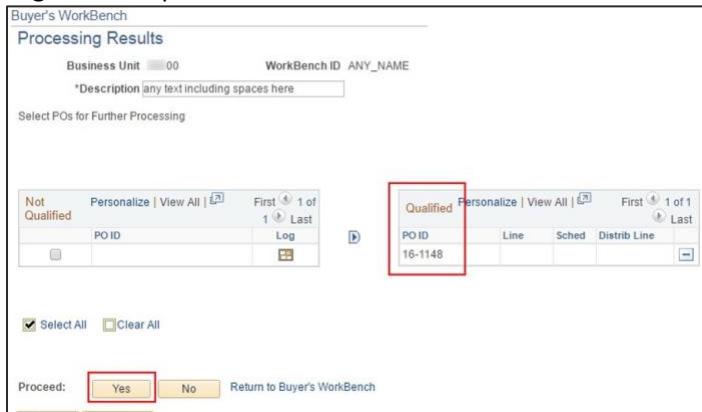 Buyer's WorkBench
Processing Results
Business Unit 00 WorkBench ID ANY_NAME
*Description any text including spaces here
Select POs for Further Processing
Not Qualified Personalize | View All | First 1 of 1 Last
PO ID Log
Qualified Personalize | View All | First 1 of 1 Last
PO ID Line Sched Distrib Line
16-1148
Select All Clear All
Proceed: Yes No Return to Buyer's WorkBench